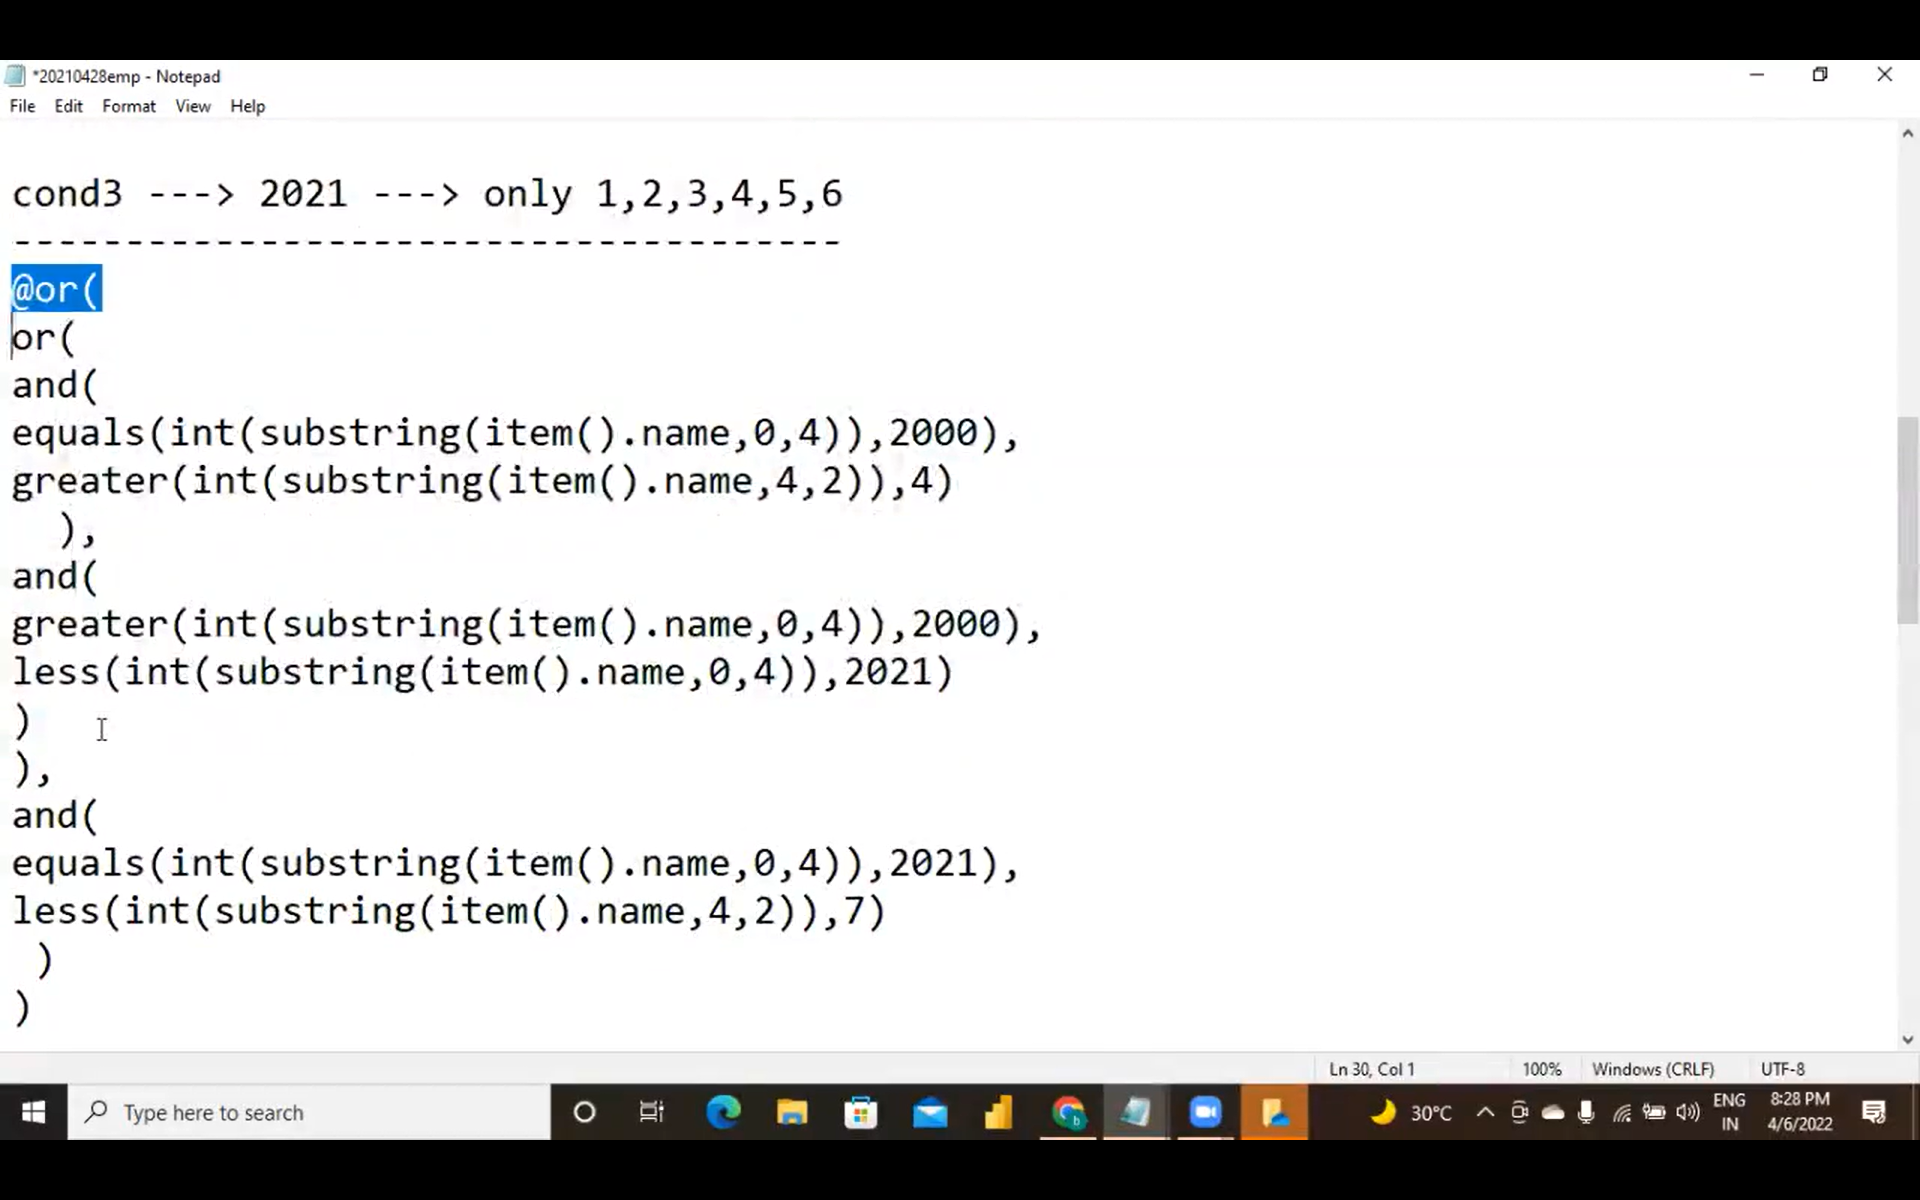 *20210428emp - Notepad
File Edit Format View Help
cond3 ---> 2021 ---> only 1,2,3,4,5,6
-------------------------------------
@or(
or(
and(
equals(int(substring(item().name,0,4)),2000),
greater(int(substring(item().name,4,2)),4)
),
and(
greater(int(substring(item().name,0,4)),2000),
less(int(substring(item().name,0,4)),2021)
)
),
and(
equals(int(substring(item().name,0,4)),2021),
less(int(substring(item().name,4,2)),7)
)
)
Ln 30, Col 1 100% Windows (CRLF) UTF-8
Type here to search
30°C
ENG
IN
8:28 PM
4/6/2022